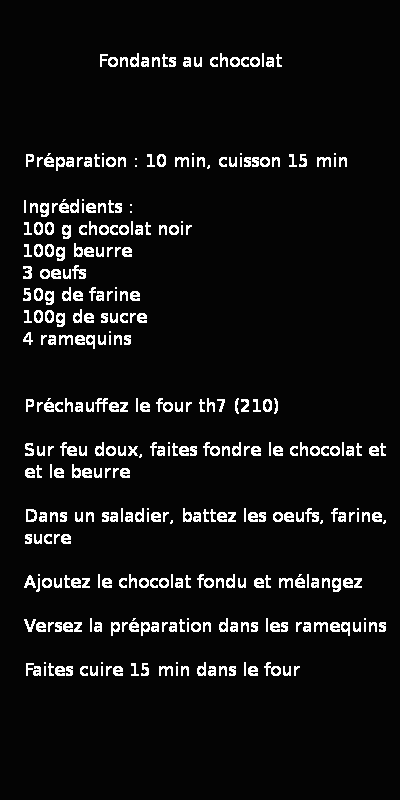 Fondants au chocolat
Préparation : 10 min, cuisson 15 min
Ingrédients :
100 g chocolat noir
100g beurre
3 oeufs
50g de farine
100g de sucre
4 ramequins
Préchauffez le four th7 (210)
Sur feu doux, faites fondre le chocolat et
et le beurre
Dans un saladier, battez les oeufs, farine,
sucre
Ajoutez le chocolat fondu et mélangez
Versez la préparation dans les ramequins
Faites cuire 15 min dans le four